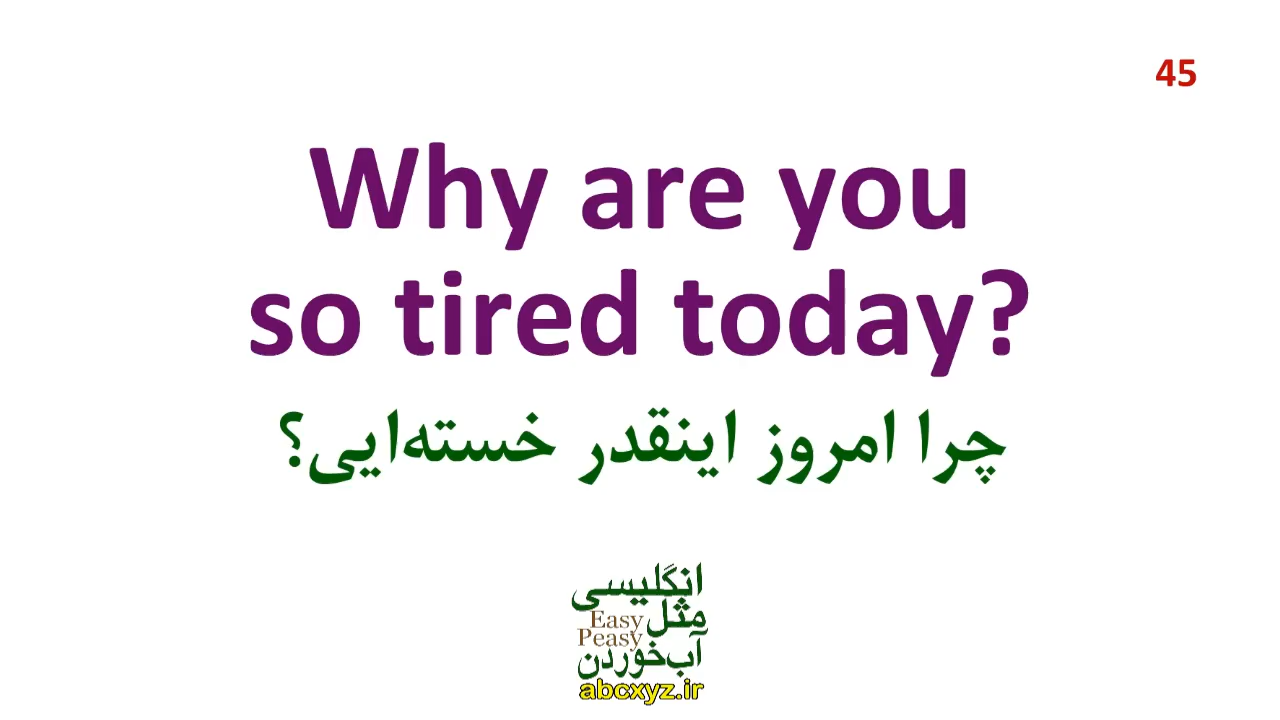 45
Why are you
so tired today?
چرا امروز اینقدر خسته‌ایی؟
انگلیسی
مثل
Easy
Peasy
آب‌خوردن
abcxyz.ir